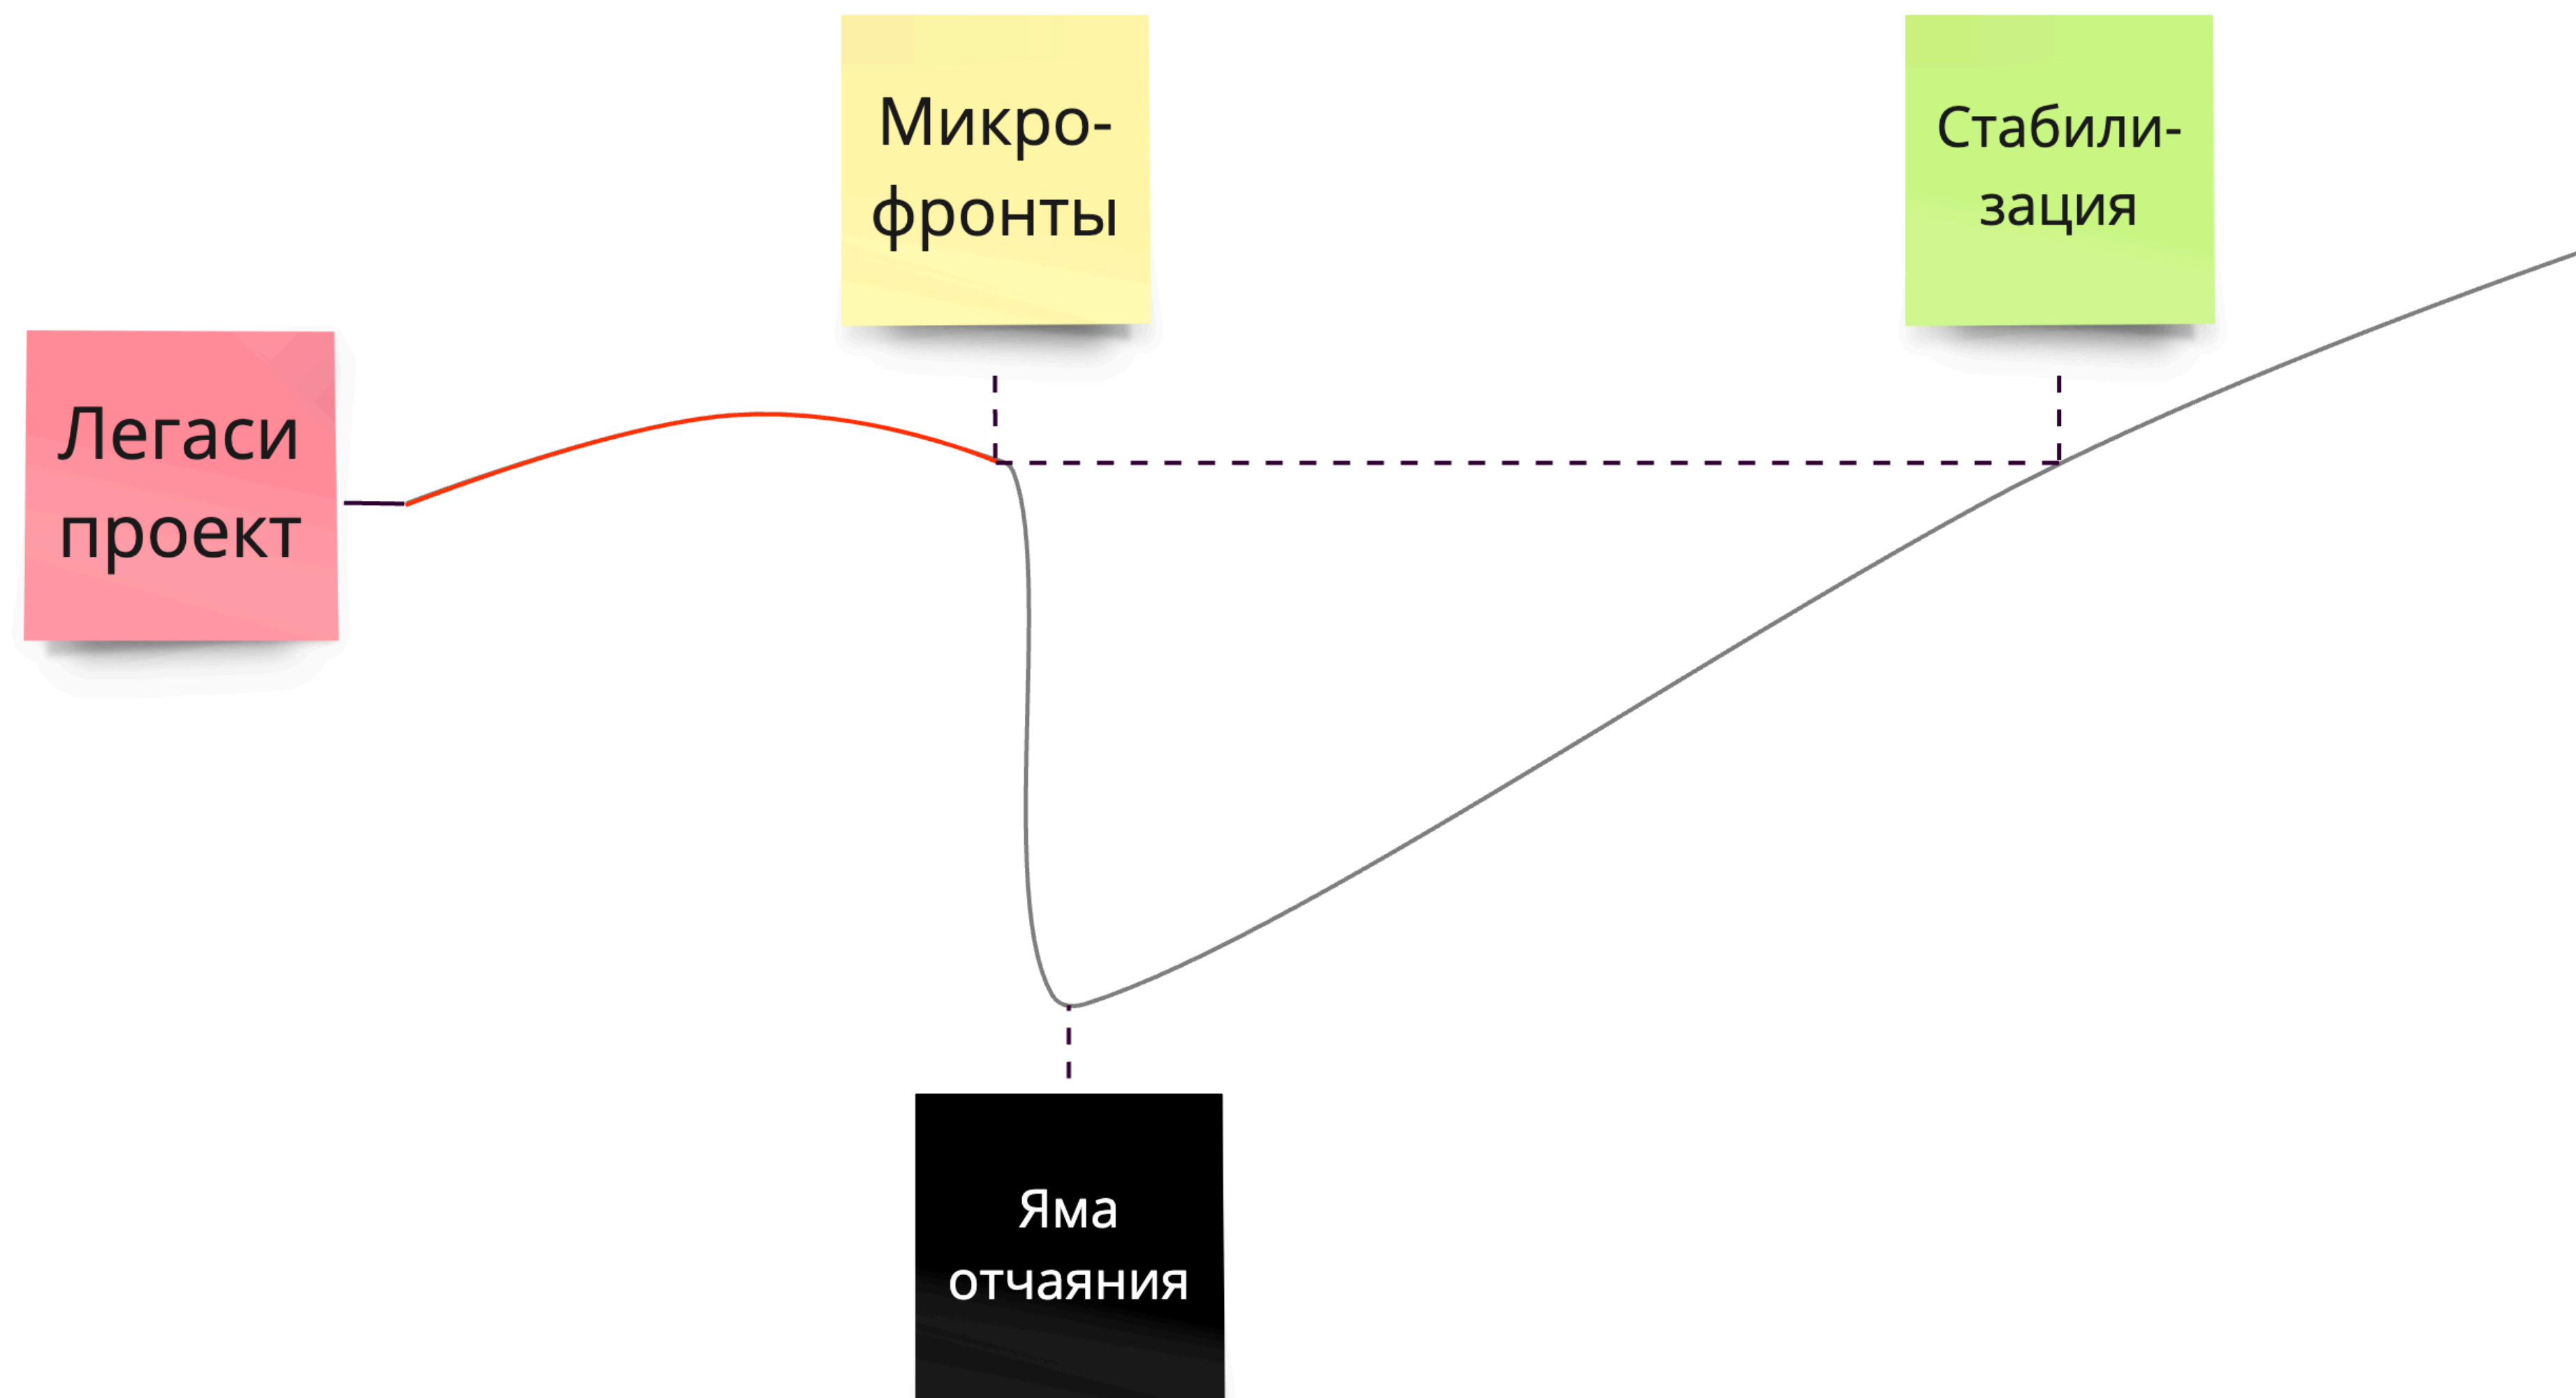 Легаси
проект
Микро-
фронты
Стабили-
зация
Яма
отчаяния